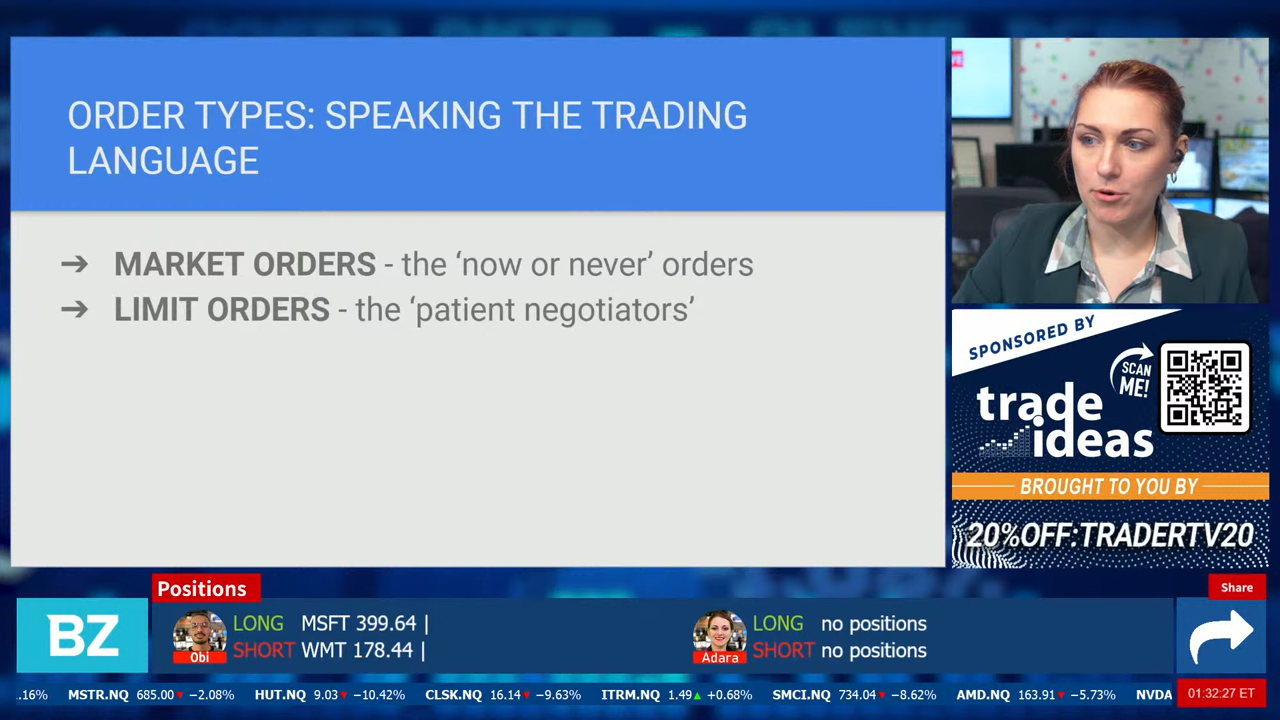 ORDER TYPES: SPEAKING THE TRADING
LANGUAGE
➔ MARKET ORDERS - the ‘now or never’ orders
➔ LIMIT ORDERS - the ‘patient negotiators’
SPONSORED BY
SCAN
ME!
trade
ideas
BROUGHT TO YOU BY
20%OFF:TRADERTV20
Positions
Share
BZ
Obi
LONG MSFT 399.64 |
SHORT WMT 178.44 |
Adara
LONG no positions
SHORT no positions
.16% MSTR.NQ 685.00▼ −2.08% HUT.NQ 9.03▼ −10.42% CLSK.NQ 16.14▼ −9.63% ITRM.NQ 1.49▲ +0.68% SMCI.NQ 734.04▼ −8.62% AMD.NQ 163.91▼ −5.73% NVDA
01:32:27 ET